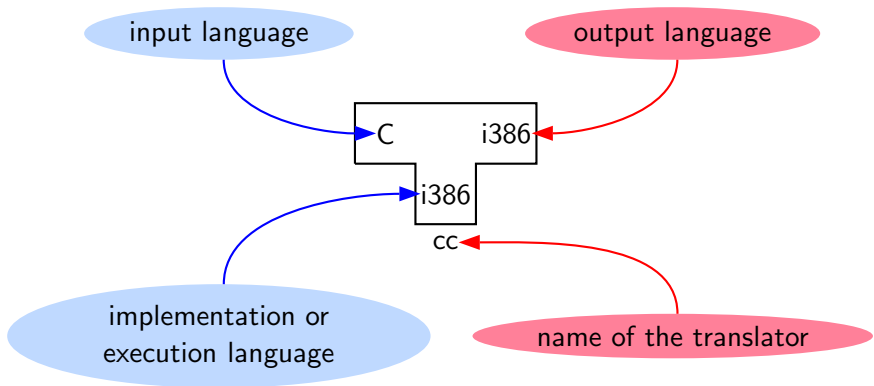 input language
output language
C
i386
i386
cc
implementation or
execution language
name of the translator